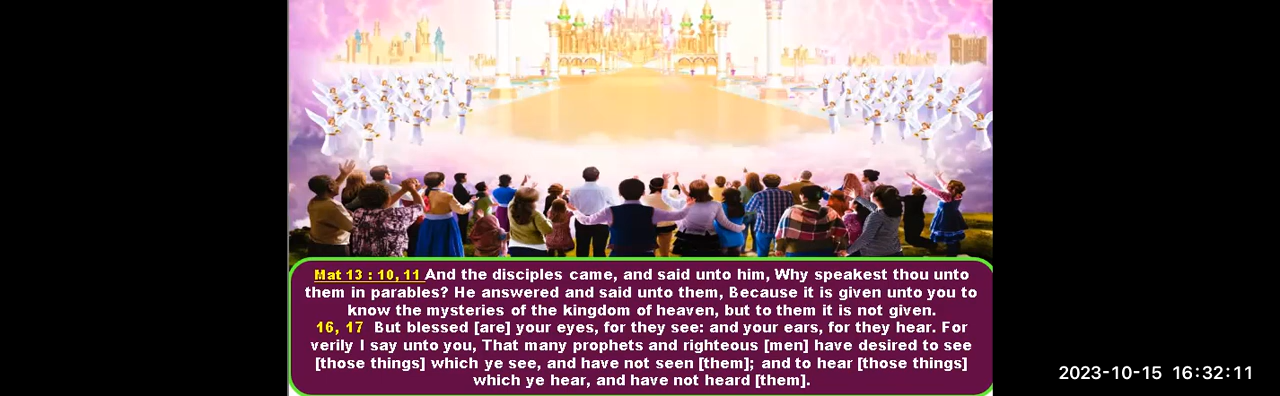 Mat 13 : 10, 11 And the disciples came, and said unto him, Why speakest thou unto
them in parables? He answered and said unto them, Because it is given unto you to
know the mysteries of the kingdom of heaven, but to them it is not given.
16, 17 But blessed [are] your eyes, for they see: and your ears, for they hear. For
verily I say unto you, That many prophets and righteous [men] have desired to see
[those things] which ye see, and have not seen [them]; and to hear [those things]
which ye hear, and have not heard [them].
2023-10-15 16:32:11